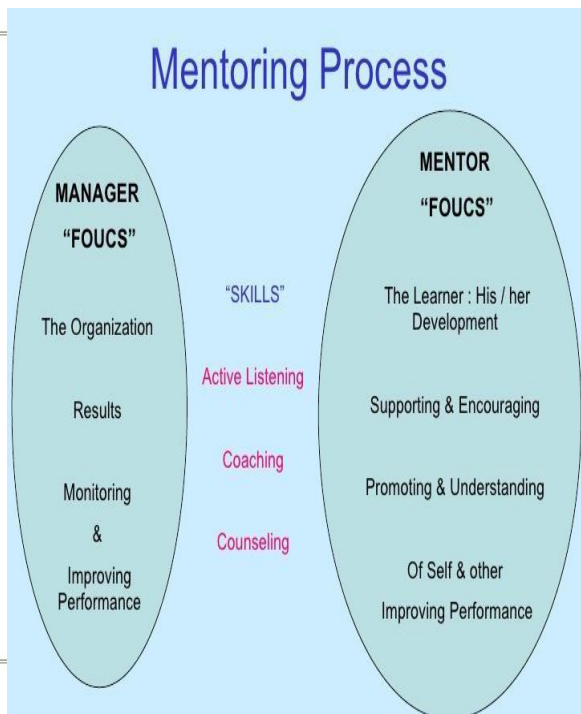 Mentoring Process
MANAGER
“FOUCS”
The Organization
Results
Monitoring
&
Improving
Performance
“SKILLS”
Active Listening
Coaching
Counseling
MENTOR
“FOUCS”
The Learner : His / her
Development
Supporting & Encouraging
Promoting & Understanding
Of Self & other
Improving Performance